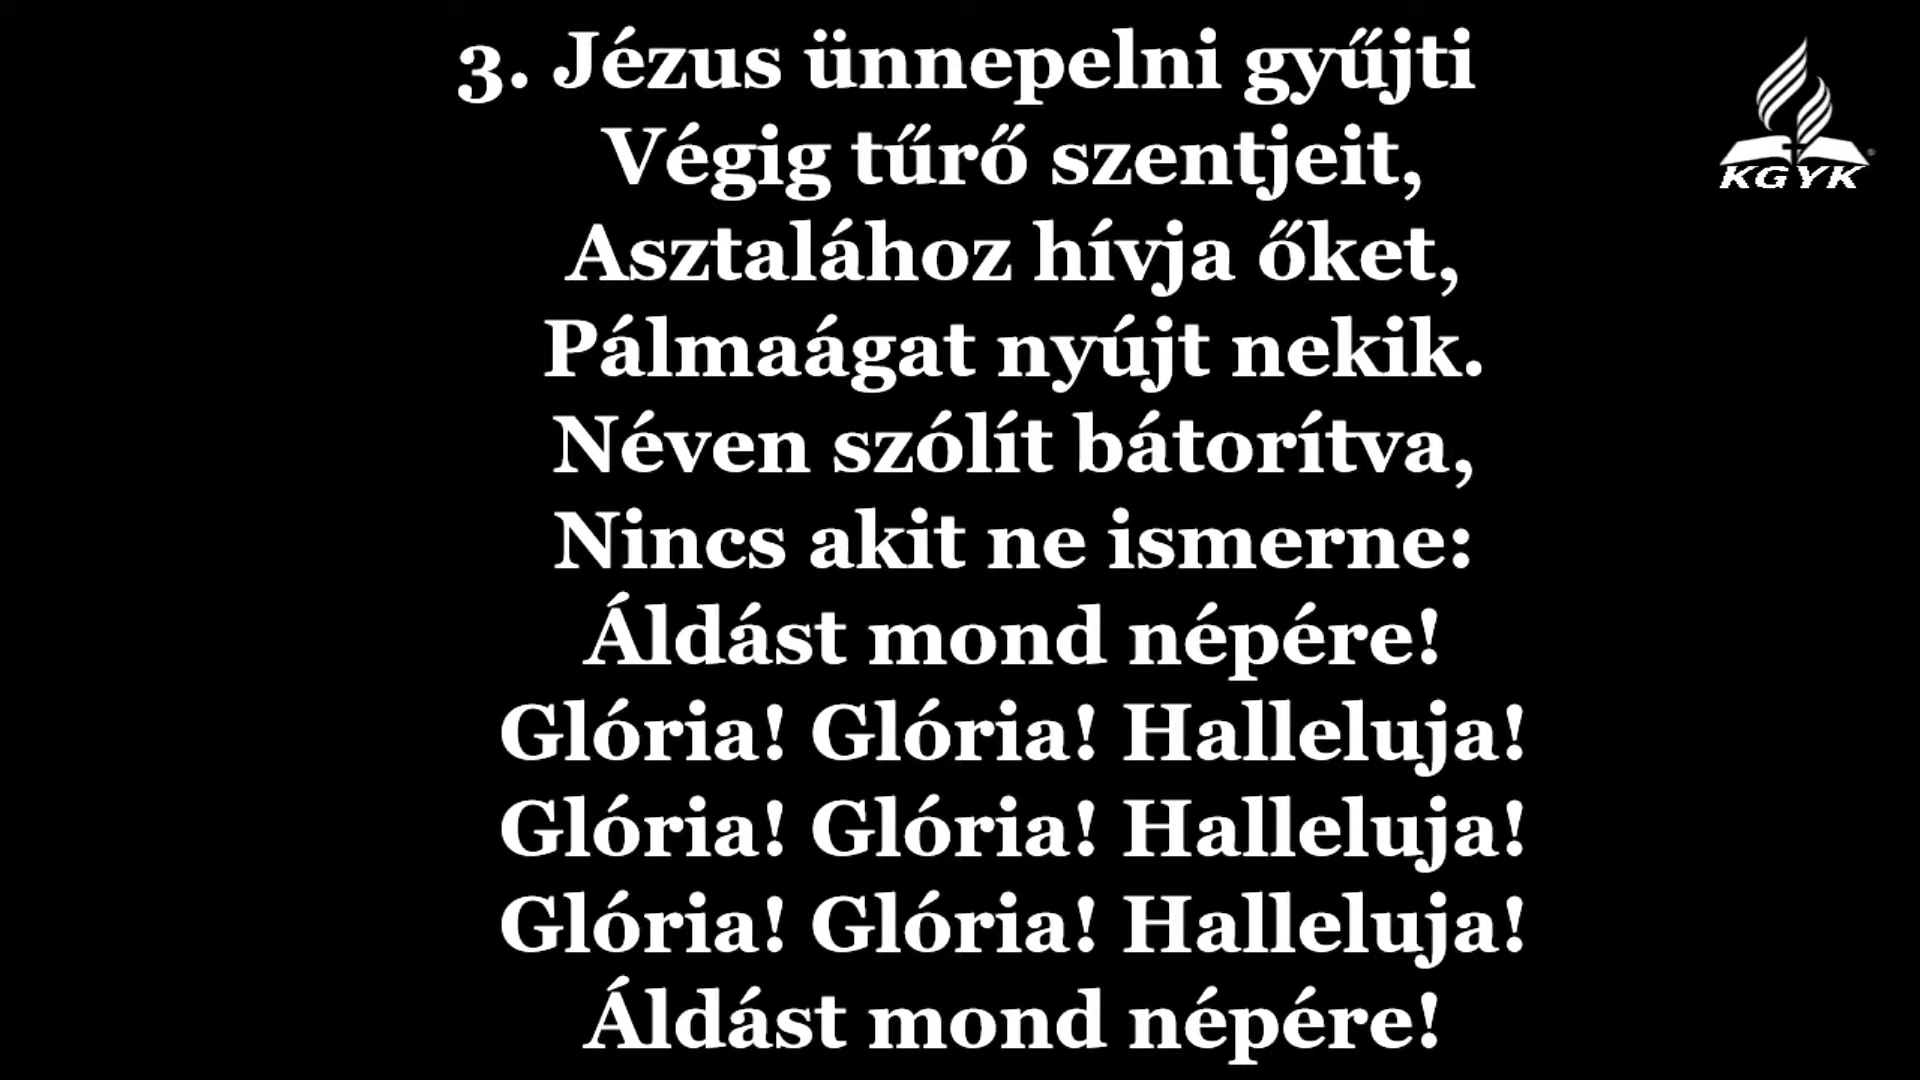 3. Jézus ünnepelni gyűjti
Végig tűrő szentjeit,
Asztalához hívja őket,
Pálmaágat nyújt nekik.
Néven szólít bátorítva,
Nincs akit ne ismerne:
Áldást mond népére!
Glória! Glória! Halleluja!
Glória! Glória! Halleluja!
Glória! Glória! Halleluja!
Áldást mond népére!
KGYK